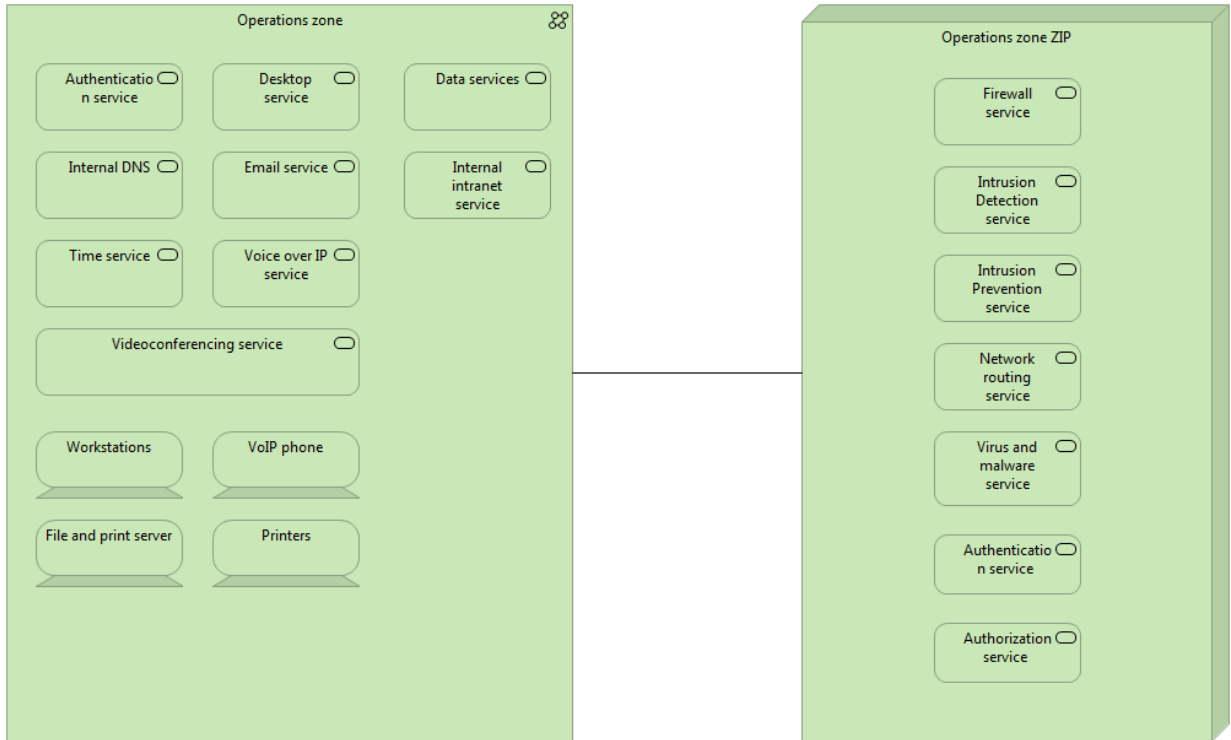 Operations zone
Authenticatio
n service
Desktop
service
Data services
Internal DNS
Email service
Internal
intranet
service
Time service
Voice over IP
service
Videoconferencing service
Workstations
VoIP phone
File and print server
Printers
Operations zone ZIP
Firewall
service
Intrusion
Detection
service
Intrusion
Prevention
service
Network
routing
service
Virus and
malware
service
Authenticatio
n service
Authorization
service